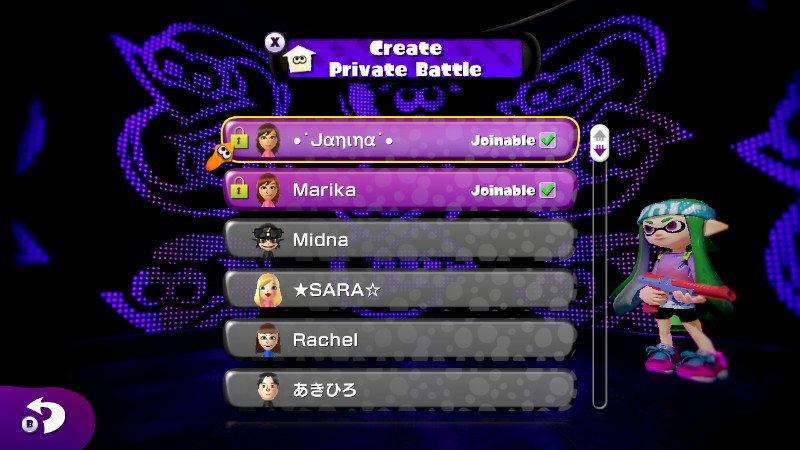 X
Create
Private Battle
•˙Jαηιηα˙•
Joinable
Marika
Joinable
Midna
★SARA☆
Rachel
あきひろ
B